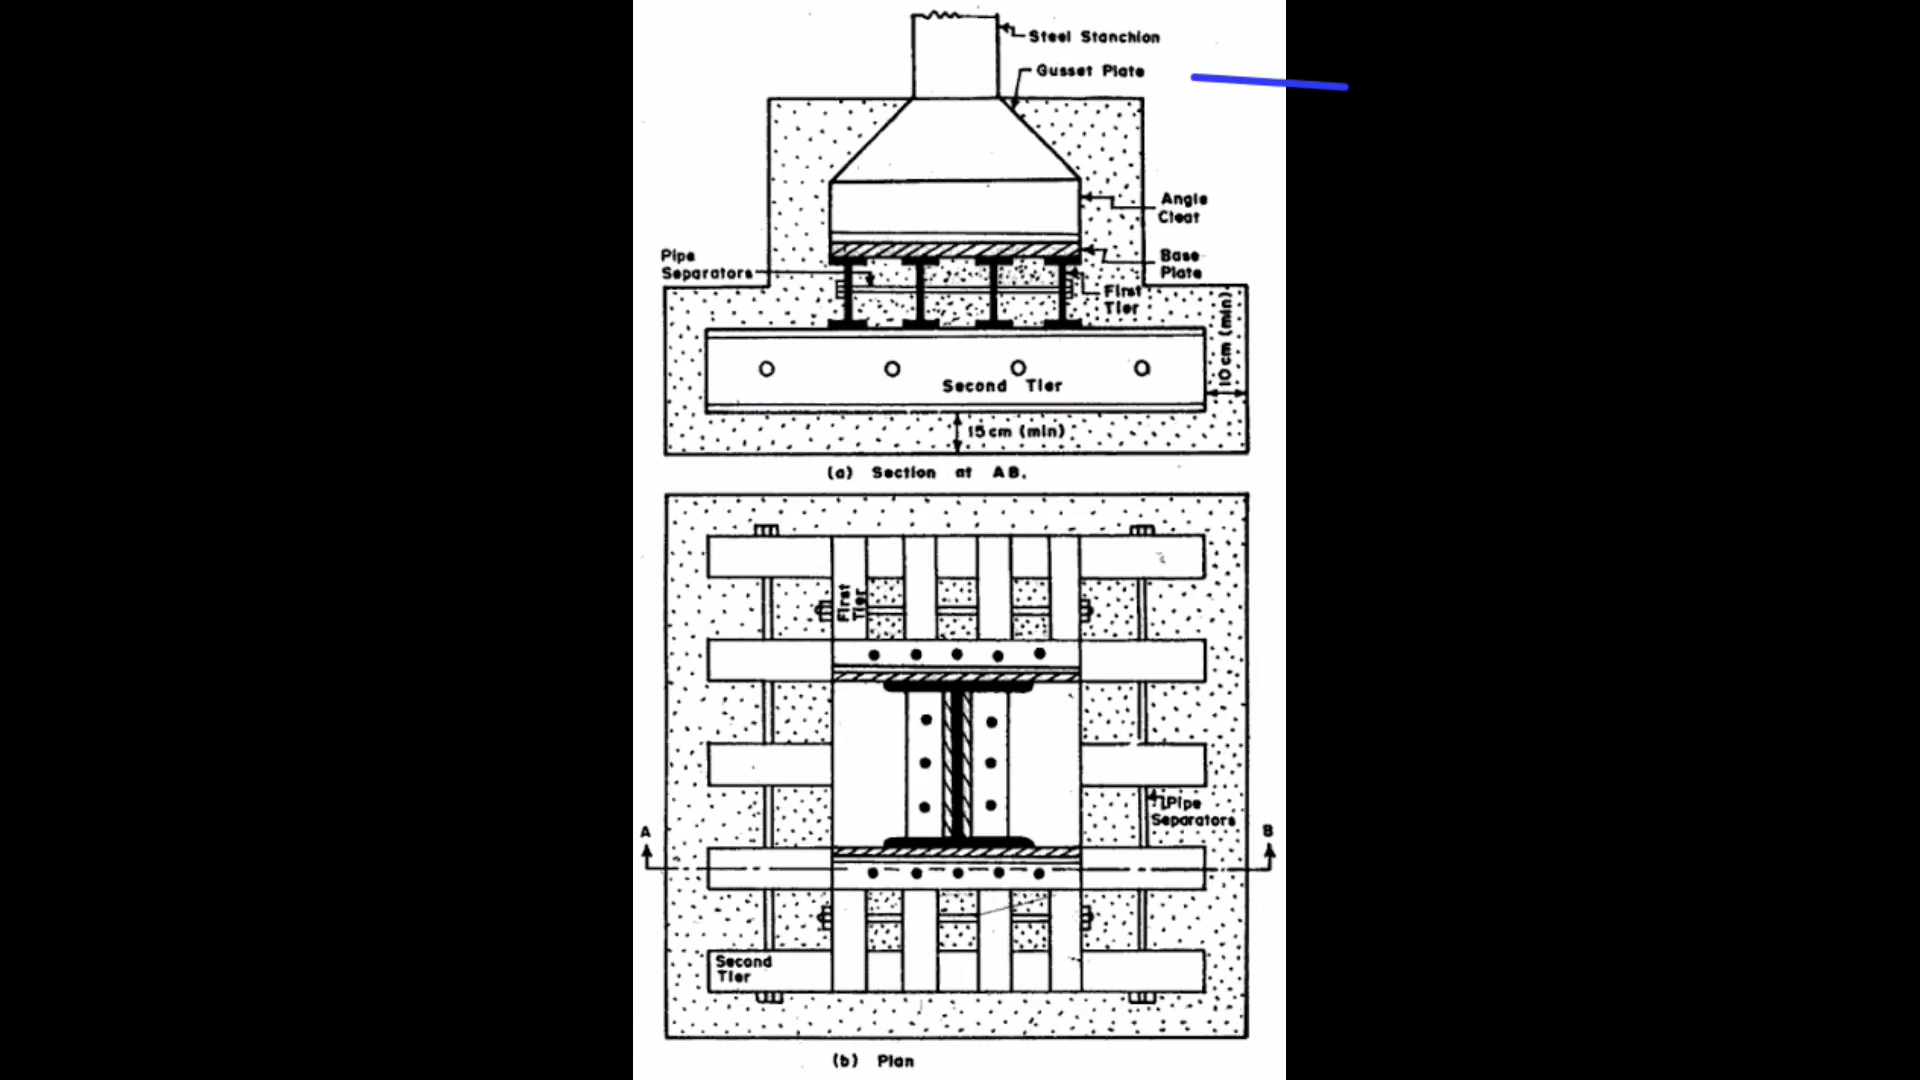 Steel Stanchion
Gusset Plate
Angle
Cleat
Pipe
Separators
Base
Plate
First
Tier
10 cm (min)
Second Tier
15 cm (min)
(a) Section at AB.
First
Tier
Pipe
Separators
A
B
Second
Tier
(b) Plan